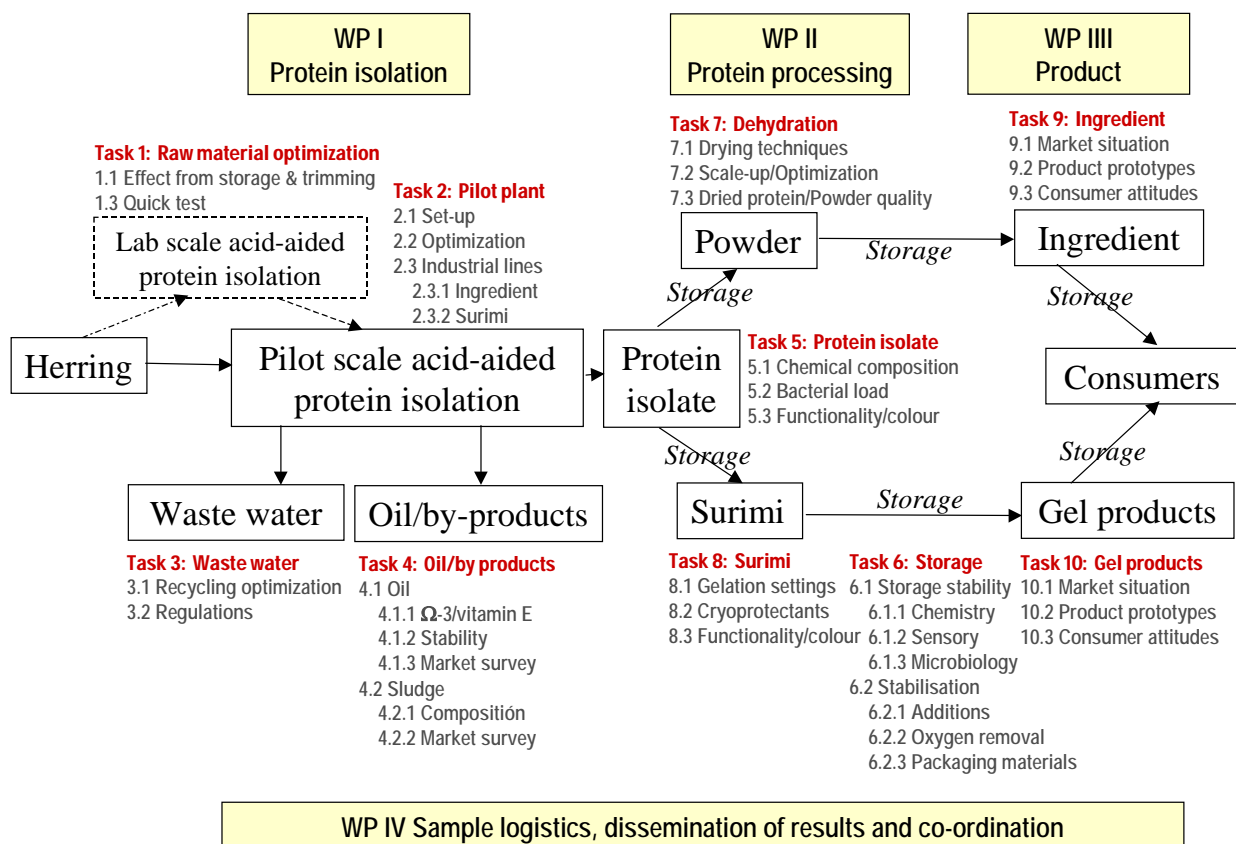 WP I
Protein isolation
WP II
Protein processing
WP IIII
Product
Task 1: Raw material optimization
1.1 Effect from storage & trimming
1.3 Quick test
Lab scale acid-aided
protein isolation
Task 2: Pilot plant
2.1 Set-up
2.2 Optimization
2.3 Industrial lines
2.3.1 Ingredient
2.3.2 Surimi
Task 7: Dehydration
7.1 Drying techniques
7.2 Scale-up/Optimization
7.3 Dried protein/Powder quality
Powder
Storage
Task 9: Ingredient
9.1 Market situation
9.2 Product prototypes
9.3 Consumer attitudes
Ingredient
Storage
Storage
Herring
Pilot scale acid-aided
protein isolation
Protein
isolate
Task 5: Protein isolate
5.1 Chemical composition
5.2 Bacterial load
5.3 Functionality/colour
Consumers
Storage
Storage
Waste water
Oil/by-products
Surimi
Storage
Gel products
Task 3: Waste water
3.1 Recycling optimization
3.2 Regulations
Task 4: Oil/by products
4.1 Oil
4.1.1 Ω-3/vitamin E
4.1.2 Stability
4.1.3 Market survey
4.2 Sludge
4.2.1 Compositión
4.2.2 Market survey
Task 8: Surimi
8.1 Gelation settings
8.2 Cryoprotectants
8.3 Functionality/colour
Task 6: Storage
6.1 Storage stability
6.1.1 Chemistry
6.1.2 Sensory
6.1.3 Microbiology
6.2 Stabilisation
6.2.1 Additions
6.2.2 Oxygen removal
6.2.3 Packaging materials
Task 10: Gel products
10.1 Market situation
10.2 Product prototypes
10.3 Consumer attitudes
WP IV Sample logistics, dissemination of results and co-ordination